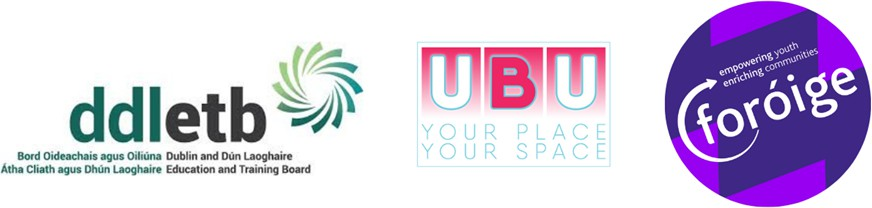 ddletb
Bord Oideachais agus Oiliúna Dublin and Dún Laoghaire
Átha Cliath agus Dhún Laoghaire Education and Training Board
UBU
YOUR PLACE
YOUR SPACE
empowering youth
enriching communities
foróige